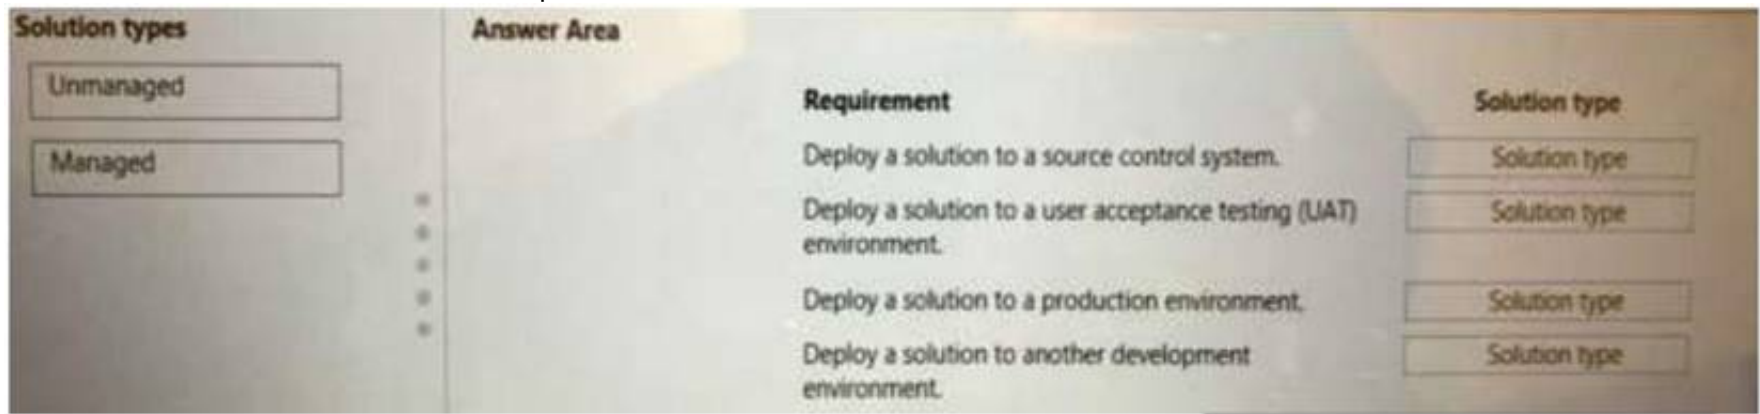 Solution types
Unmanaged
Managed
Answer Area
Requirement
Solution type
Deploy a solution to a source control system.
Solution type
Deploy a solution to a user acceptance testing (UAT)
environment.
Solution type
Deploy a solution to a production environment.
Solution type
Deploy a solution to another development
environment.
Solution type